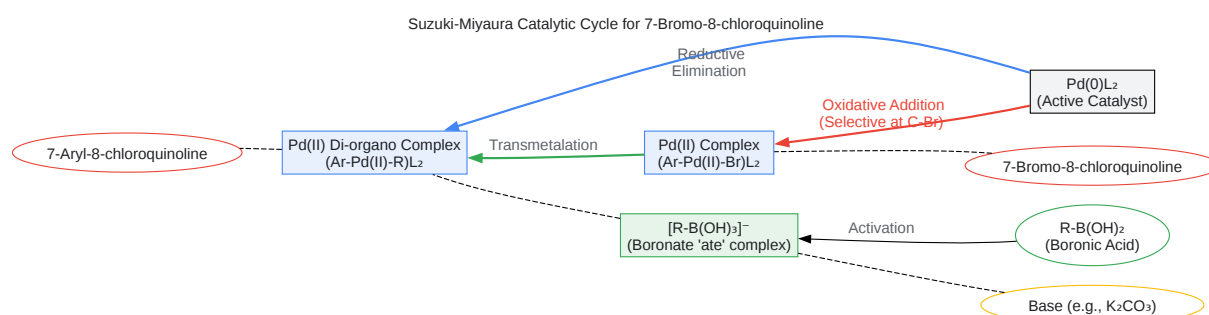 Suzuki-Miyaura Catalytic Cycle for 7-Bromo-8-chloroquinoline
Reductive
Elimination
Pd(0)L₂
(Active Catalyst)
Oxidative Addition
(Selective at C-Br)
7-Aryl-8-chloroquinoline
Pd(II) Di-organo Complex
(Ar-Pd(II)-R)L₂
Transmetalation
Pd(II) Complex
(Ar-Pd(II)-Br)L₂
7-Bromo-8-chloroquinoline
[R-B(OH)₃]⁻
(Boronate 'ate' complex)
Activation
R-B(OH)₂
(Boronic Acid)
Base (e.g., K₂CO₃)